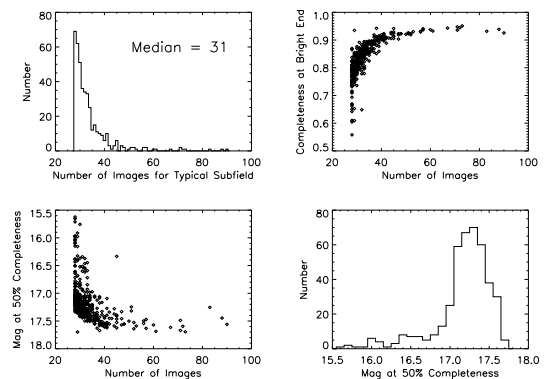 80
60
40
20
0
Number
Median = 31
20 40 60 80 100
Number of Images for Typical Subfield
1.0
0.9
0.8
0.7
0.6
0.5
Completeness at Bright End
20 40 60 80 100
Number of Images
15.5
16.0
16.5
17.0
17.5
18.0
Mag at 50% Completeness
20 40 60 80 100
Number of Images
80
60
40
20
0
Number
15.5 16.0 16.5 17.0 17.5 18.0
Mag at 50% Completeness